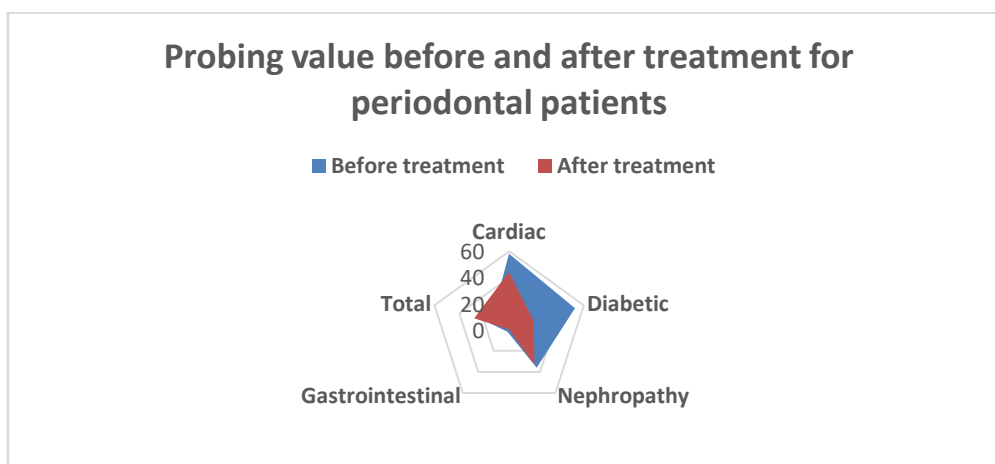 Probing value before and after treatment for
periodontal patients
Before treatment After treatment
Cardiac
60
40
Total 20 Diabetic
0
Gastrointestinal Nephropathy